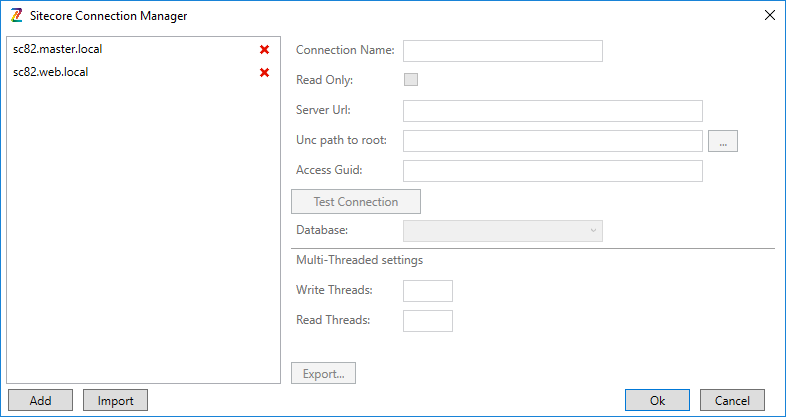 Sitecore Connection Manager
sc82.master.local
sc82.web.local
Connection Name:
Read Only:
Server Url:
Unc path to root:
...
Access Guid:
Test Connection
Database:
Multi-Threaded settings
Write Threads:
Read Threads:
Export...
Add
Import
Ok
Cancel